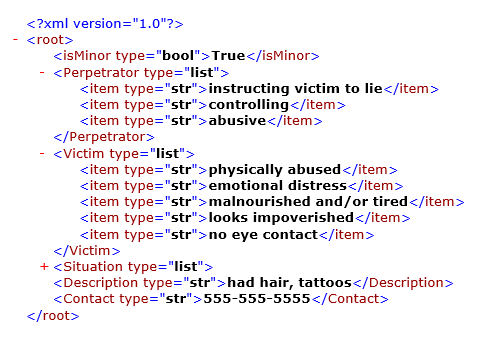 <?xml version="1.0"?>
- <root>
<isMinor type="bool">True</isMinor>
- <Perpetrator type="list">
<item type="str">instructing victim to lie</item>
<item type="str">controlling</item>
<item type="str">abusive</item>
</Perpetrator>
- <Victim type="list">
<item type="str">physically abused</item>
<item type="str">emotional distress</item>
<item type="str">malnourished and/or tired</item>
<item type="str">looks impoverished</item>
<item type="str">no eye contact</item>
</Victim>
+ <Situation type="list">
<Description type="str">had hair, tattoos</Description>
<Contact type="str">555-555-5555</Contact>
</root>